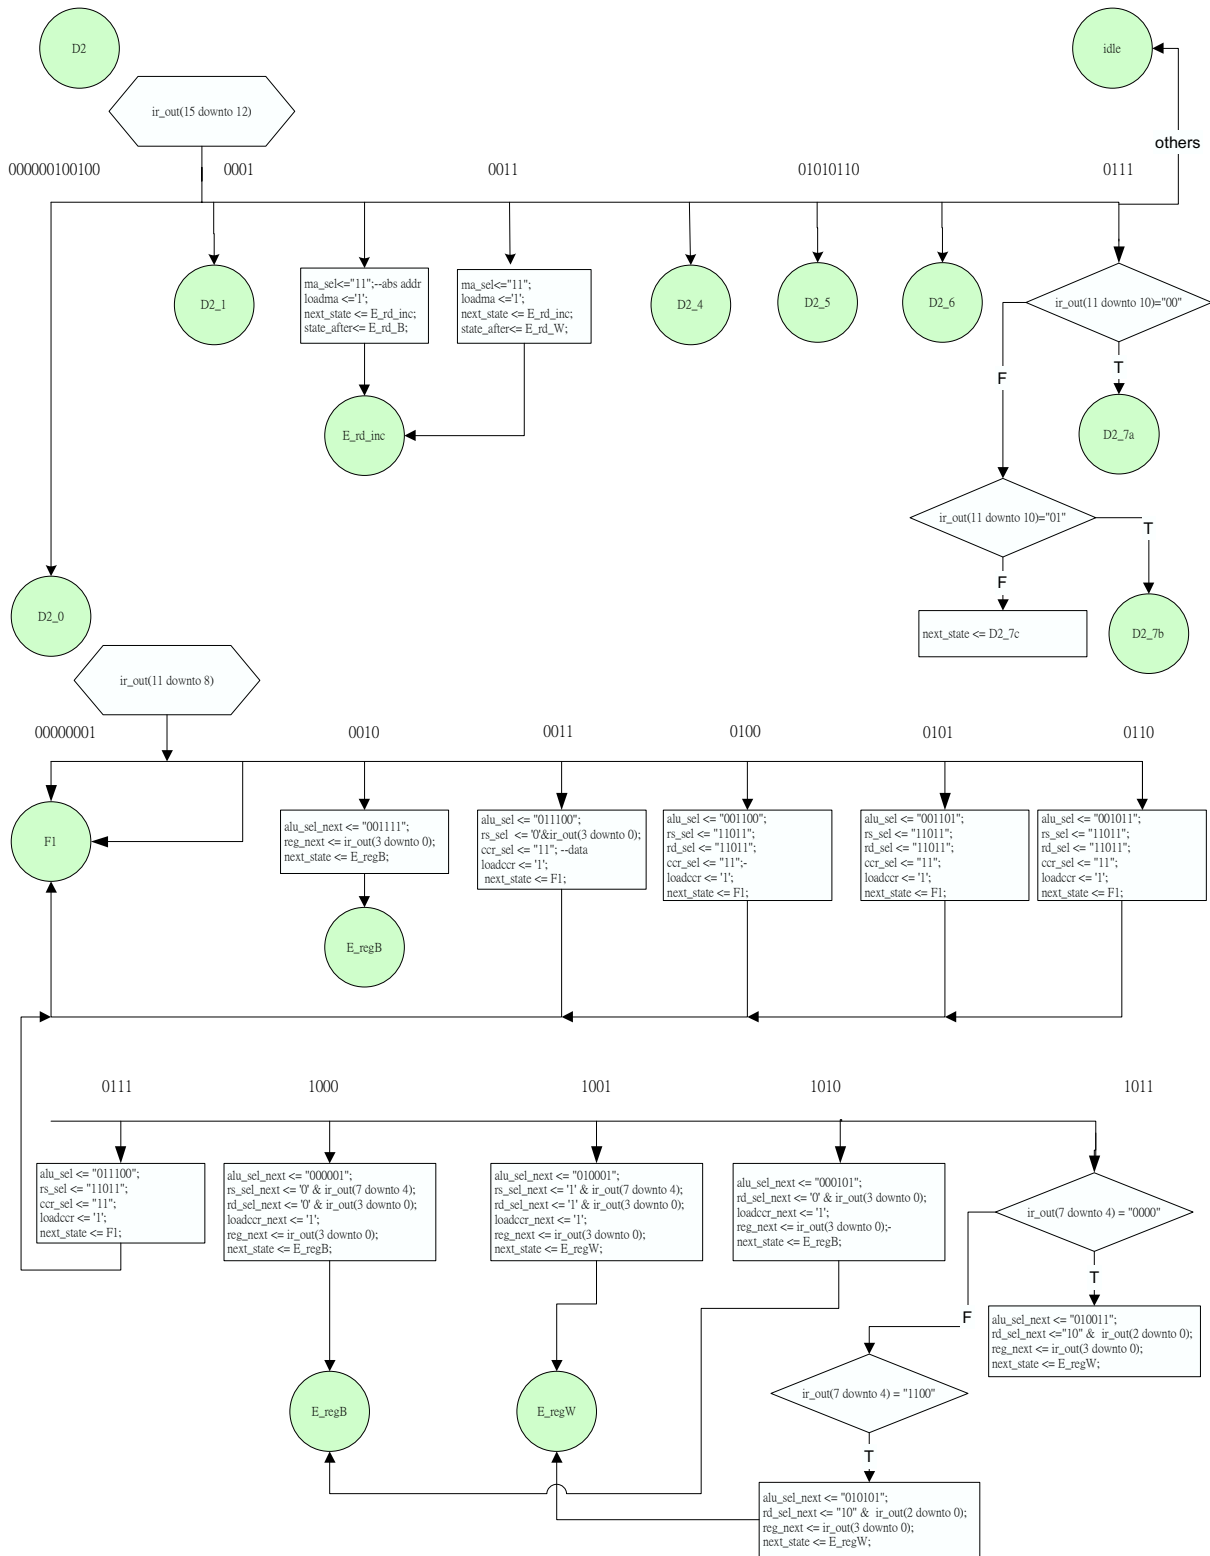 D2
idle
ir_out(15 downto 12)
others
000000100100
0001
0011
01010110
0111
D2_1
ma_sel<="11";--abs addr
loadma <='1';
next_state <= E_rd_inc;
state_after<= E_rd_B;
ma_sel<="11";
loadma <='1';
next_state <= E_rd_inc;
state_after<= E_rd_W;
D2_4
D2_5
D2_6
ir_out(11 downto 10)="00"
F
T
E_rd_inc
D2_7a
ir_out(11 downto 10)="01"
T
F
D2_0
next_state <= D2_7c
D2_7b
ir_out(11 downto 8)
00000001
0010
0011
0100
0101
0110
F1
alu_sel_next <= "001111";
reg_next <= ir_out(3 downto 0);
next_state <= E_regB;
alu_sel <= "011100";
rs_sel <='0'&ir_out(3 downto 0);
ccr_sel <= "11"; --data
loadccr <= '1';
next_state <= F1;
alu_sel <= "001100";
rs_sel <= "11011";
rd_sel <= "11011";
ccr_sel <= "11";-
loadccr <= '1';
next_state <= F1;
alu_sel <= "001101";
rs_sel <= "11011";
rd_sel <= "11011";
ccr_sel <= "11";
loadccr <= '1';
next_state <= F1;
alu_sel <= "001011";
rs_sel <= "11011";
rd_sel <= "11011";
ccr_sel <= "11";
loadccr <= '1';
next_state <= F1;
E_regB
0111
1000
1001
1010
1011
alu_sel <= "011100";
rs_sel <= "11011";
ccr_sel <= "11";
loadccr <= '1';
next_state <= F1;
alu_sel_next <= "000001";
rs_sel_next <= '0' & ir_out(7 downto 4);
rd_sel_next <= '0' & ir_out(3 downto 0);
loadccr_next <= '1';
reg_next <= ir_out(3 downto 0);
next_state <= E_regB;
alu_sel_next <= "010001";
rs_sel_next <= '1' & ir_out(7 downto 4);
rd_sel_next <= '1' & ir_out(3 downto 0);
loadccr_next <= '1';
reg_next <= ir_out(3 downto 0);
next_state <= E_regW;
alu_sel_next <= "000101";
rd_sel_next <= '0' & ir_out(3 downto 0);
loadccr_next <= '1';
reg_next <= ir_out(3 downto 0);-
next_state <= E_regB;
ir_out(7 downto 4) = "0000"
T
F
alu_sel_next <= "010011";
rd_sel_next <="10" & ir_out(2 downto 0);
reg_next <= ir_out(3 downto 0);
next_state <= E_regW;
E_regB
E_regW
ir_out(7 downto 4) = "1100"
T
alu_sel_next <= "010101";
rd_sel_next <= "10" & ir_out(2 downto 0);
reg_next <= ir_out(3 downto 0);
next_state <= E_regW;